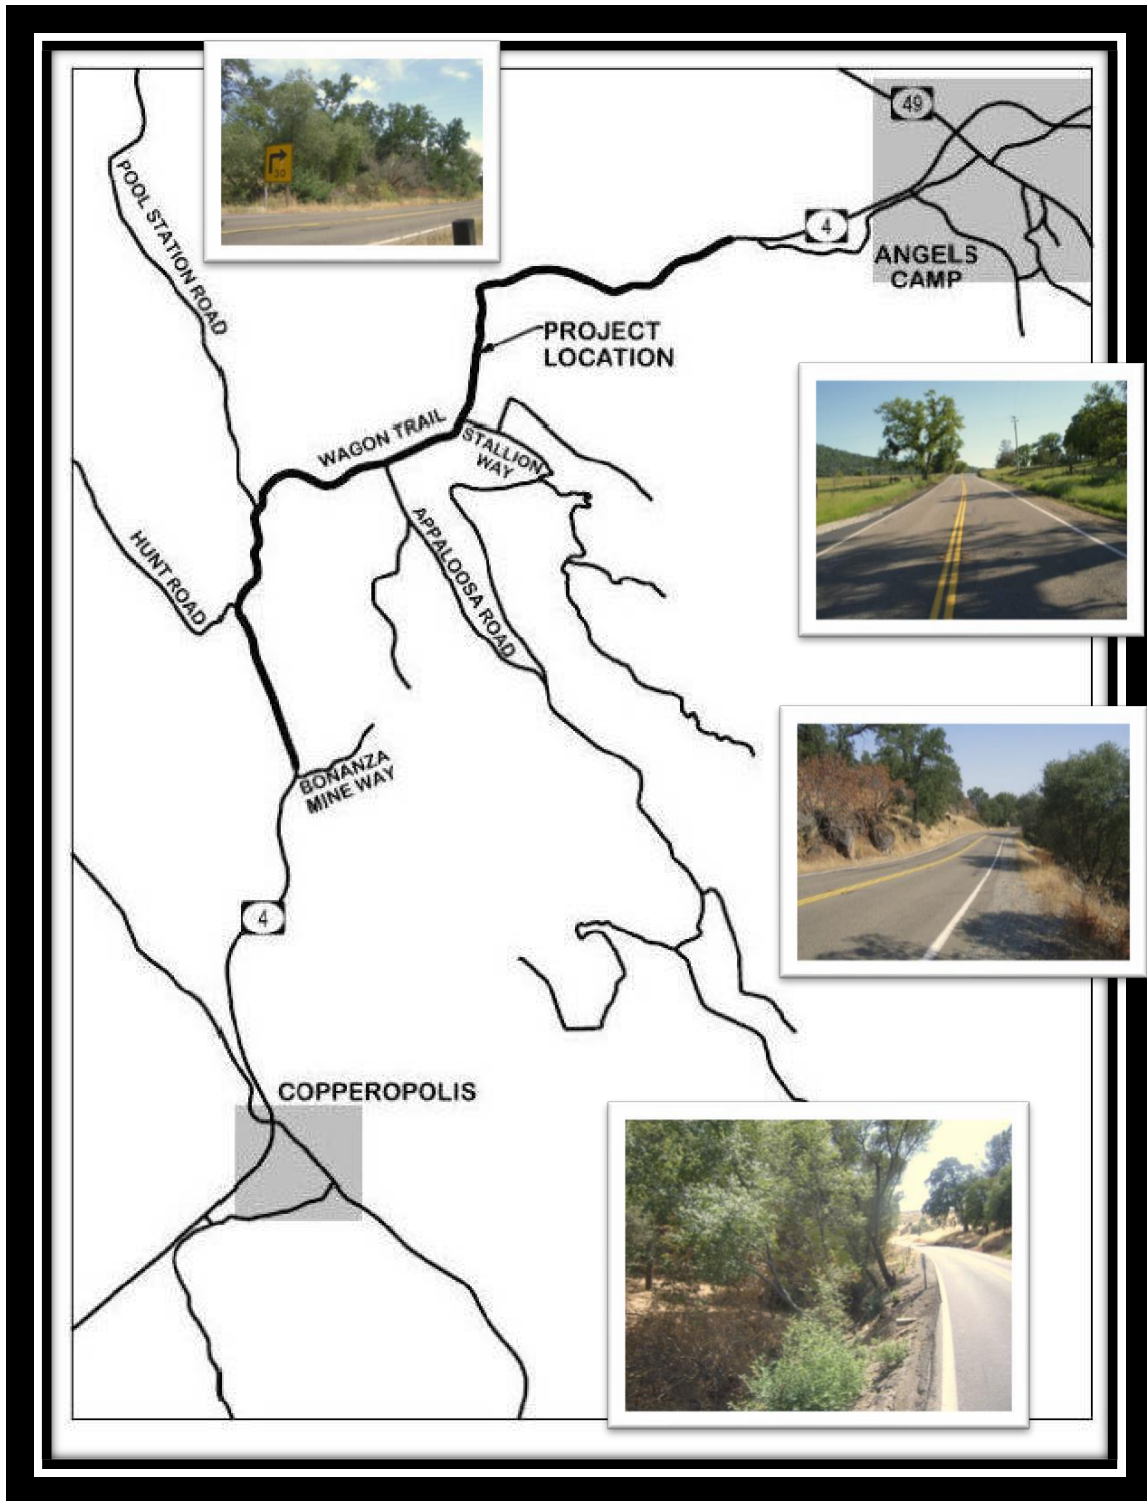 49
4
ANGELS
CAMP
POOL STATION ROAD
PROJECT
LOCATION
WAGON TRAIL
STALLION
WAY
HUNT ROAD
APPALOOSA ROAD
BONANZA
MINE WAY
4
COPPEROPOLIS